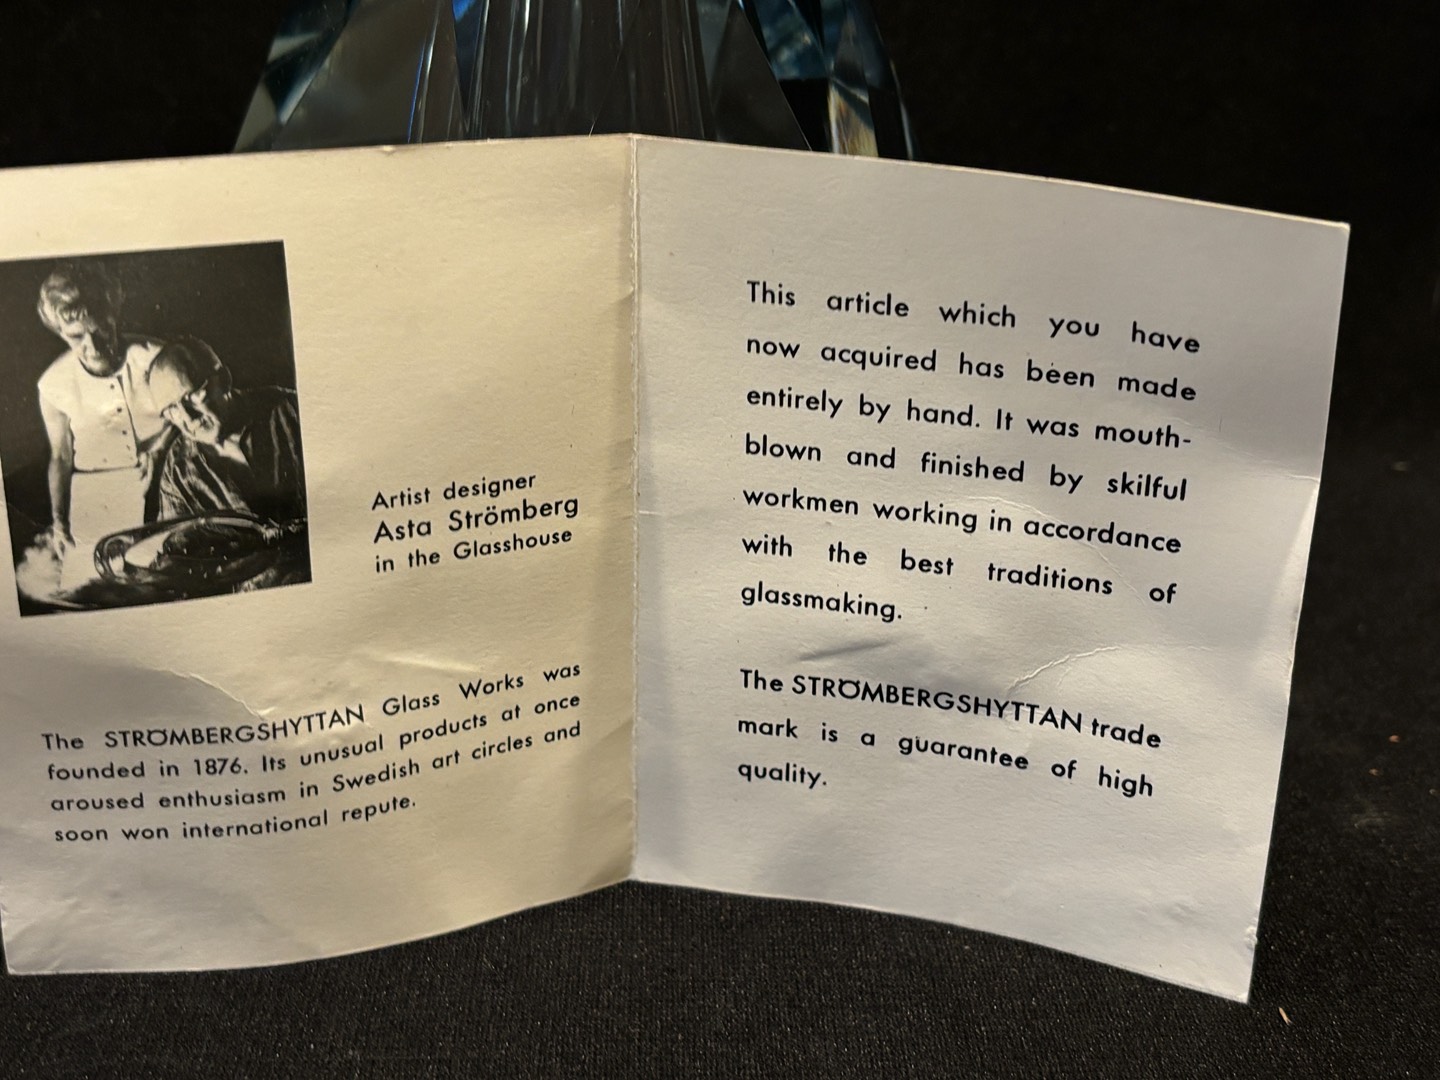 Artist designer
Asta Strömberg
in the Glasshouse
The STRÖMBERGSHYTTAN Glass Works was
founded in 1876. Its unusual products at once
aroused enthusiasm in Swedish art circles and
soon won international repute.
This article which you have
now acquired has been made
entirely by hand. It was mouth-
blown and finished by skilful
workmen working in accordance
with the best traditions of
glassmaking.
The STRÖMBERGSHYTTAN trade
mark is a guarantee of high
quality.